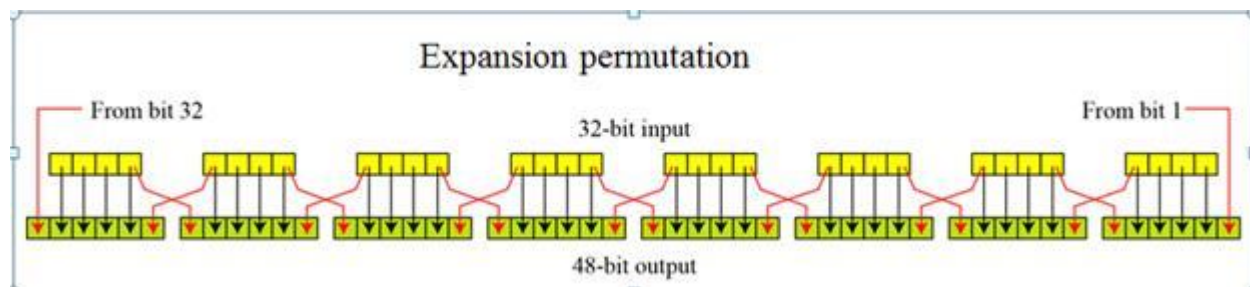 Expansion permutation
From bit 32
32-bit input
From bit 1
48-bit output